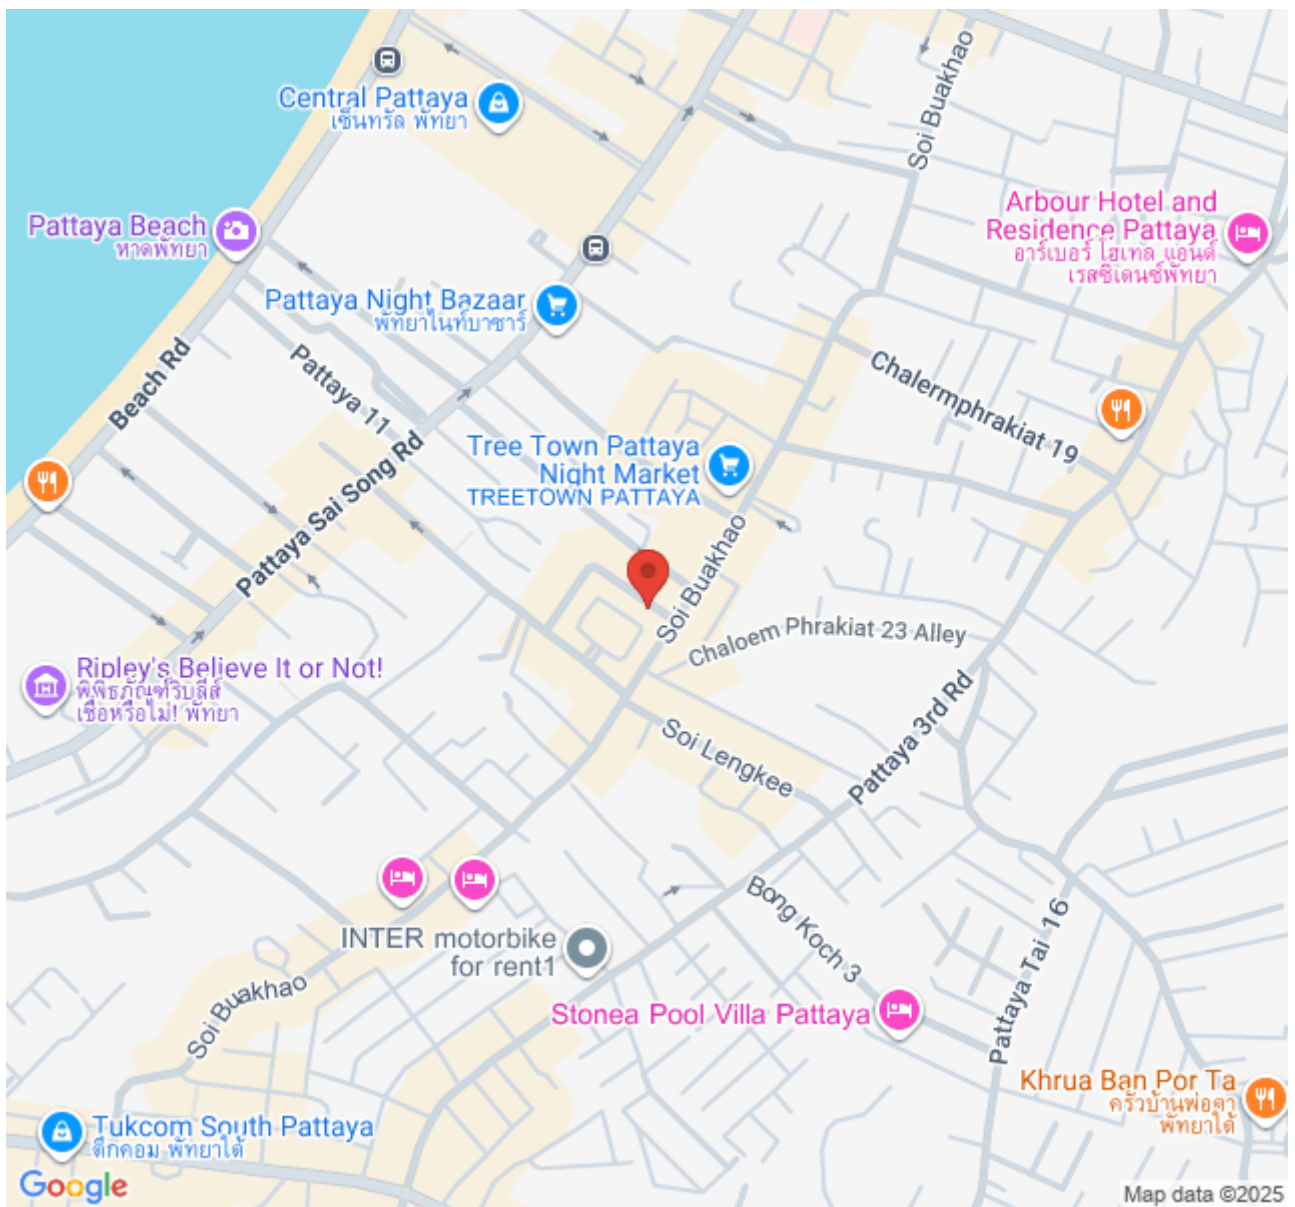 Soi Buakhao
Central Pattaya
เซ็นทรัล พัทยา
Soi Buakhao
Arbour Hotel and
Residence Pattaya
อาร์เบอร์ โฮเทล แอนด์
เรสซิเดนซ์พัทยา
Pattaya Beach
หาดพัทยา
Pattaya Night Bazaar
พัทยาไนท์บาซาร์
Beach Rd
Pattaya 11
Chalermphrakiat 19
Tree Town Pattaya
Night Market
TREETOWN PATTAYA
Pattaya Sai Song Rd
Soi Buakhao
Chaloem Phrakiat 23 Alley
Ripley's Believe It or Not!
พิพิธภัณฑ์ริบลีส์
เชื่อหรือไม่! พัทยา
Pattaya 3rd Rd
Soi Lengkee
Bong Koch 3
Pattaya Tai 16
INTER motorbike
for rent1
Soi Buakhao
Stonea Pool Villa Pattaya
Khrua Ban Por Ta
ครัวบ้านพ่อตา
พัทยาใต้
Tukcom South Pattaya
ตึกคอม พัทยาใต้
Google
Map data ©2025